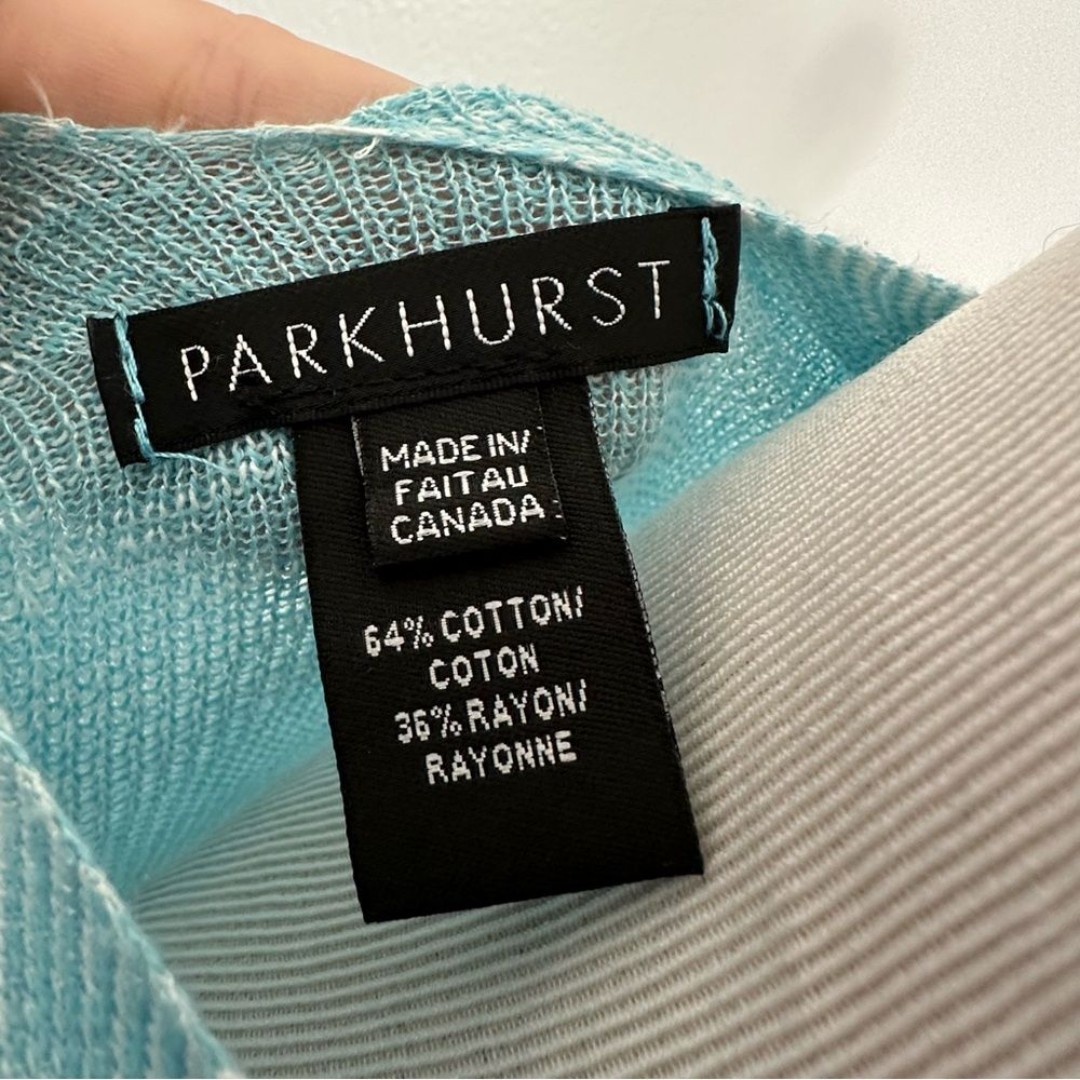 PARKHURST
MADE IN/
FAIT AU
CANADA
64% COTTON/
COTON
36% RAYON/
RAYONNE